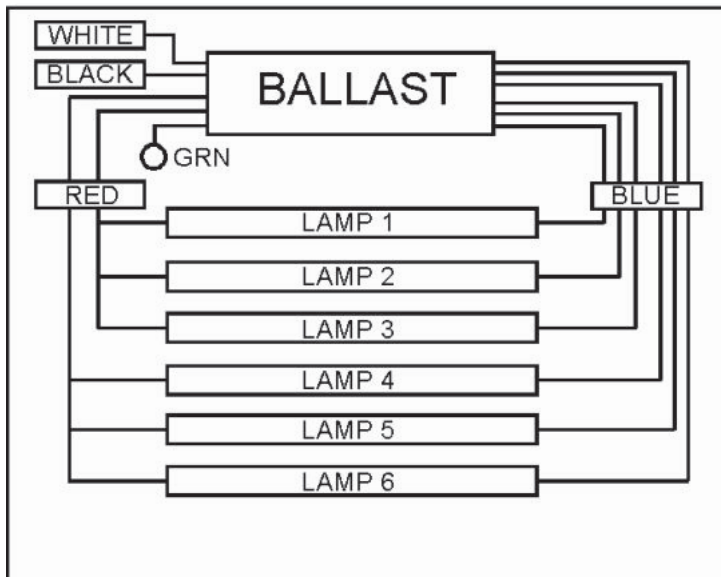 WHITE
BLACK
BALLAST
GRN
RED
BLUE
LAMP 1
LAMP 2
LAMP 3
LAMP 4
LAMP 5
LAMP 6